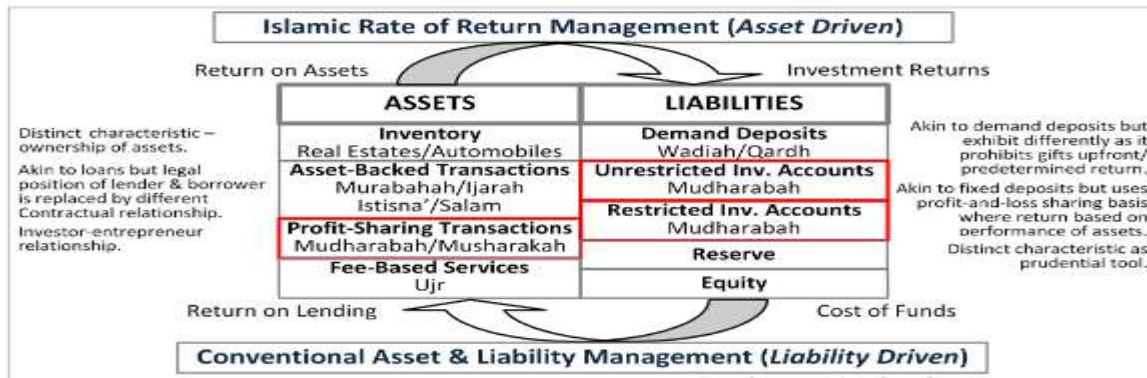 Islamic Rate of Return Management (Asset Driven)
Return on Assets
Investment Returns
ASSETS
LIABILITIES
Distinct characteristic –
ownership of assets.
Akin to loans but legal
position of lender & borrower
is replaced by different
Contractual relationship.
Investor-entrepreneur
relationship.
Inventory
Real Estates/Automobiles
Asset-Backed Transactions
Murabahah/Ijarah
Istisna'/Salam
Profit-Sharing Transactions
Mudharabah/Musharakah
Fee-Based Services
Ujr
Demand Deposits
Wadiah/Qardh
Unrestricted Inv. Accounts
Mudharabah
Restricted Inv. Accounts
Mudharabah
Reserve
Equity
Akin to demand deposits but
exhibit differently as it
prohibits gifts upfront/
predetermined return.
Akin to fixed deposits but uses
profit-and-loss sharing basis
where return based on
performance of assets.
Distinct characteristic as
prudential tool.
Return on Lending
Cost of Funds
Conventional Asset & Liability Management (Liability Driven)